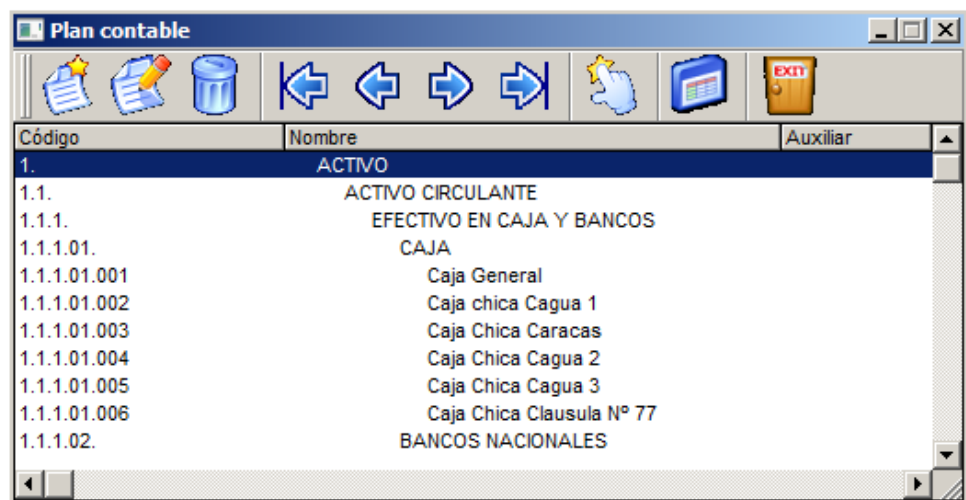 Plan contable
EXIT
Código Nombre Auxiliar
1. ACTIVO
1.1. ACTIVO CIRCULANTE
1.1.1. EFECTIVO EN CAJA Y BANCOS
1.1.1.01. CAJA
1.1.1.01.001 Caja General
1.1.1.01.002 Caja chica Cagua 1
1.1.1.01.003 Caja Chica Caracas
1.1.1.01.004 Caja Chica Cagua 2
1.1.1.01.005 Caja Chica Cagua 3
1.1.1.01.006 Caja Chica Clausula Nº 77
1.1.1.02. BANCOS NACIONALES